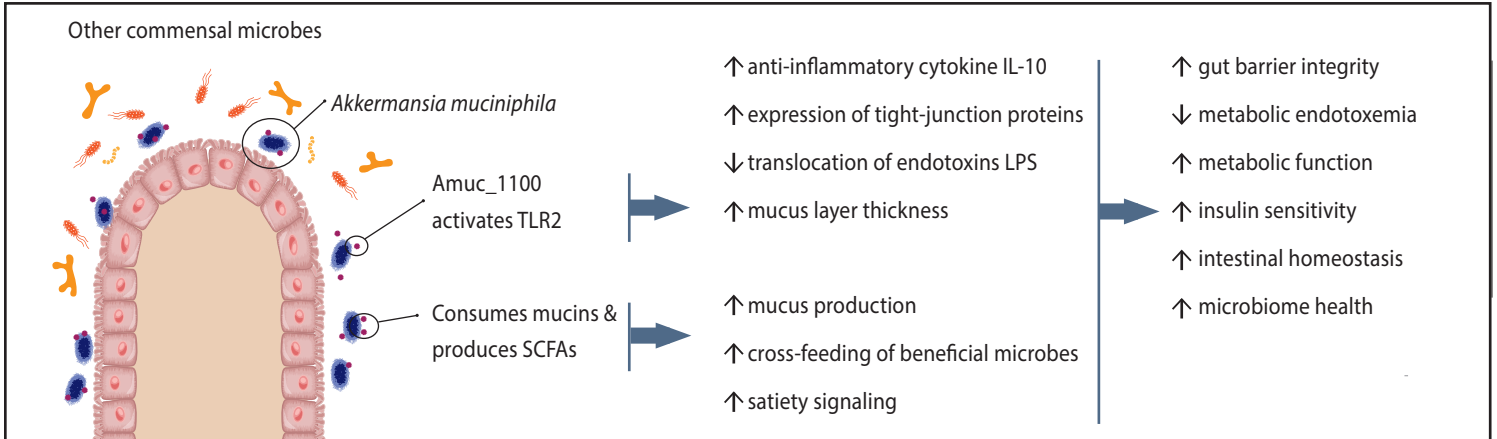 Other commensal microbes
Akkermansia muciniphila
Amuc_1100
activates TLR2
Consumes mucins &
produces SCFAs
↑ anti-inflammatory cytokine IL-10
↑ expression of tight-junction proteins
↓ translocation of endotoxins LPS
↑ mucus layer thickness
↑ mucus production
↑ cross-feeding of beneficial microbes
↑ satiety signaling
↑ gut barrier integrity
↓ metabolic endotoxemia
↑ metabolic function
↑ insulin sensitivity
↑ intestinal homeostasis
↑ microbiome health